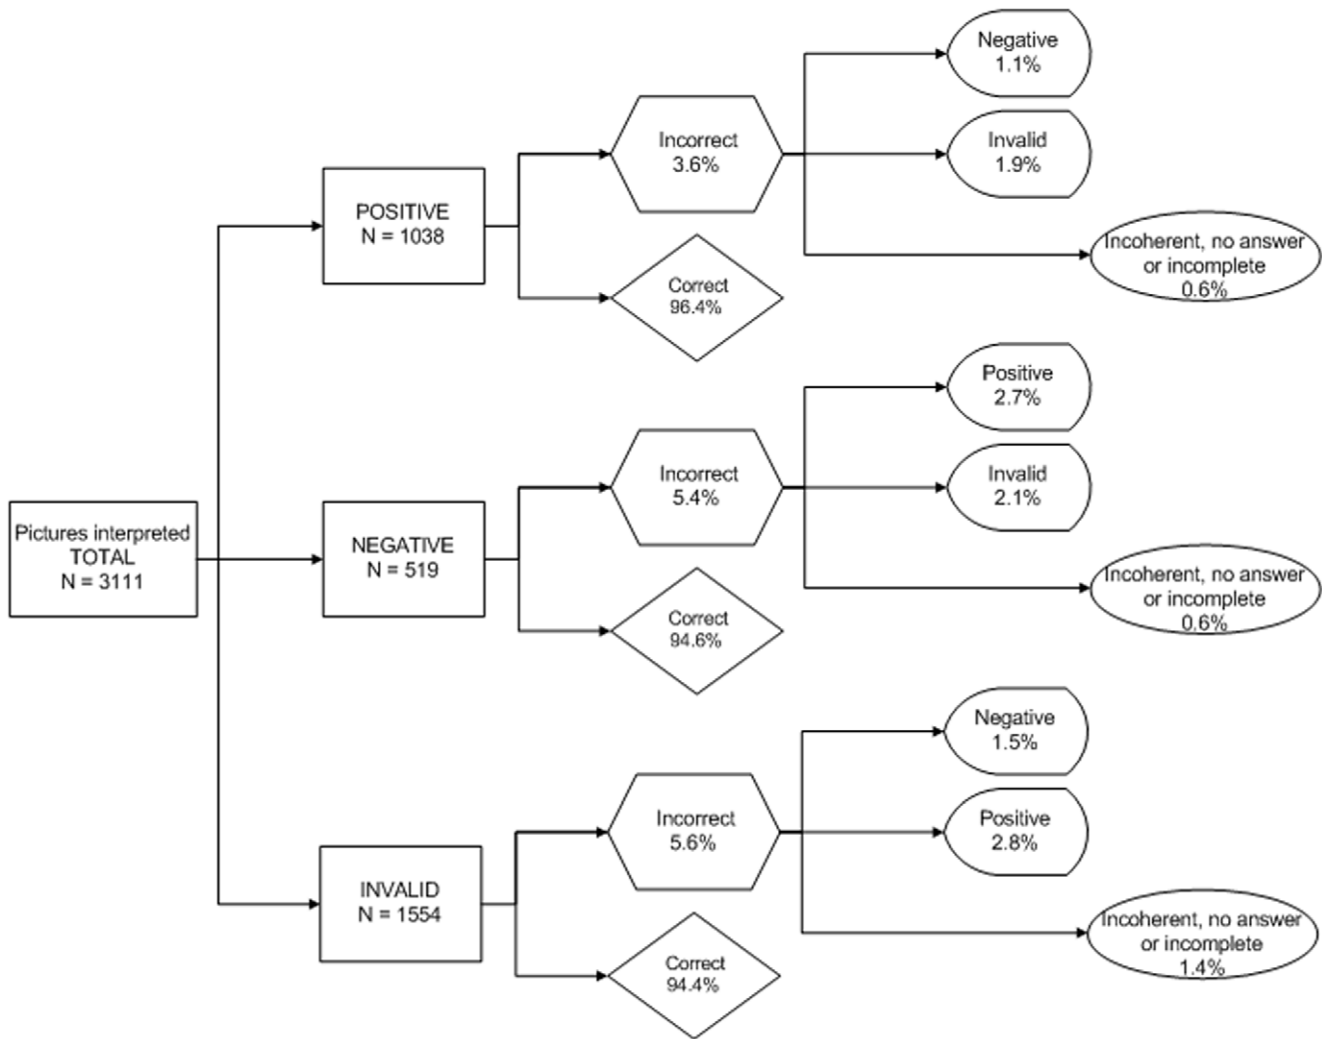 Pictures interpreted
TOTAL
N = 3111
POSITIVE
N = 1038
Incorrect
3.6%
Negative
1.1%
Invalid
1.9%
Incoherent, no answer
or incomplete
0.6%
Correct
96.4%
NEGATIVE
N = 519
Incorrect
5.4%
Positive
2.7%
Invalid
2.1%
Incoherent, no answer
or incomplete
0.6%
Correct
94.6%
INVALID
N = 1554
Incorrect
5.6%
Negative
1.5%
Positive
2.8%
Incoherent, no answer
or incomplete
1.4%
Correct
94.4%